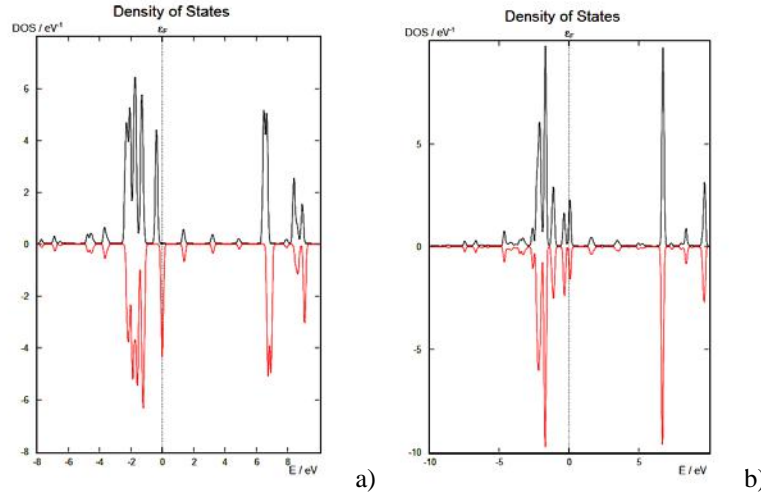 Density of States
DOS / eV⁻¹
εF
6
4
2
0
-2
-4
-6
-8
-8 -6 -4 -2 0 2 4 6 8
E / eV
a)
Density of States
DOS / eV⁻¹
εF
5
0
-5
-10
-10 -5 0 5
E / eV
b)